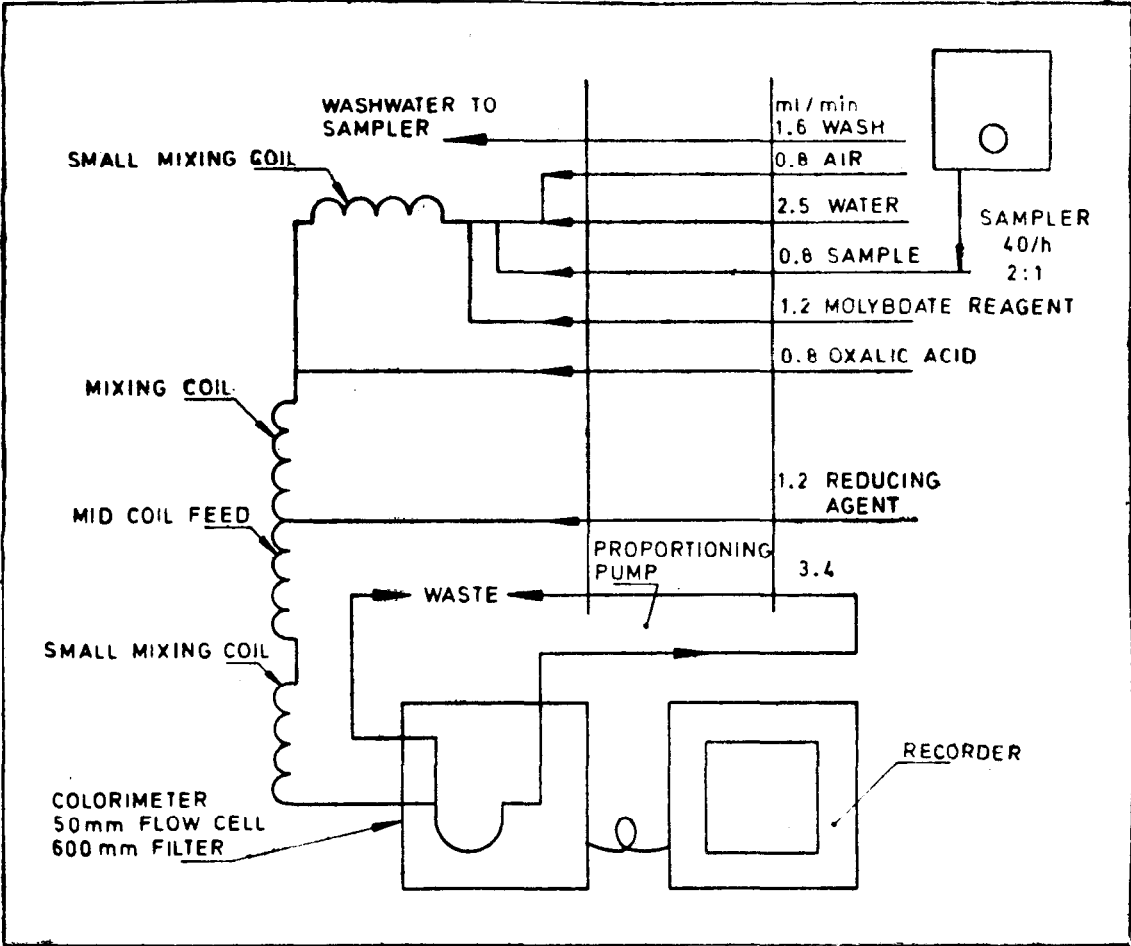 WASHWATER TO
SAMPLER
ml/min
1.6 WASH
SMALL MIXING COIL
0.8 AIR
2.5 WATER
SAMPLER
40/h
2:1
0.8 SAMPLE
1.2 MOLYBDATE REAGENT
0.8 OXALIC ACID
MIXING COIL
1.2 REDUCING
AGENT
MID COIL FEED
PROPORTIONING
PUMP
3.4
WASTE
SMALL MIXING COIL
RECORDER
COLORIMETER
50mm FLOW CELL
600mm FILTER